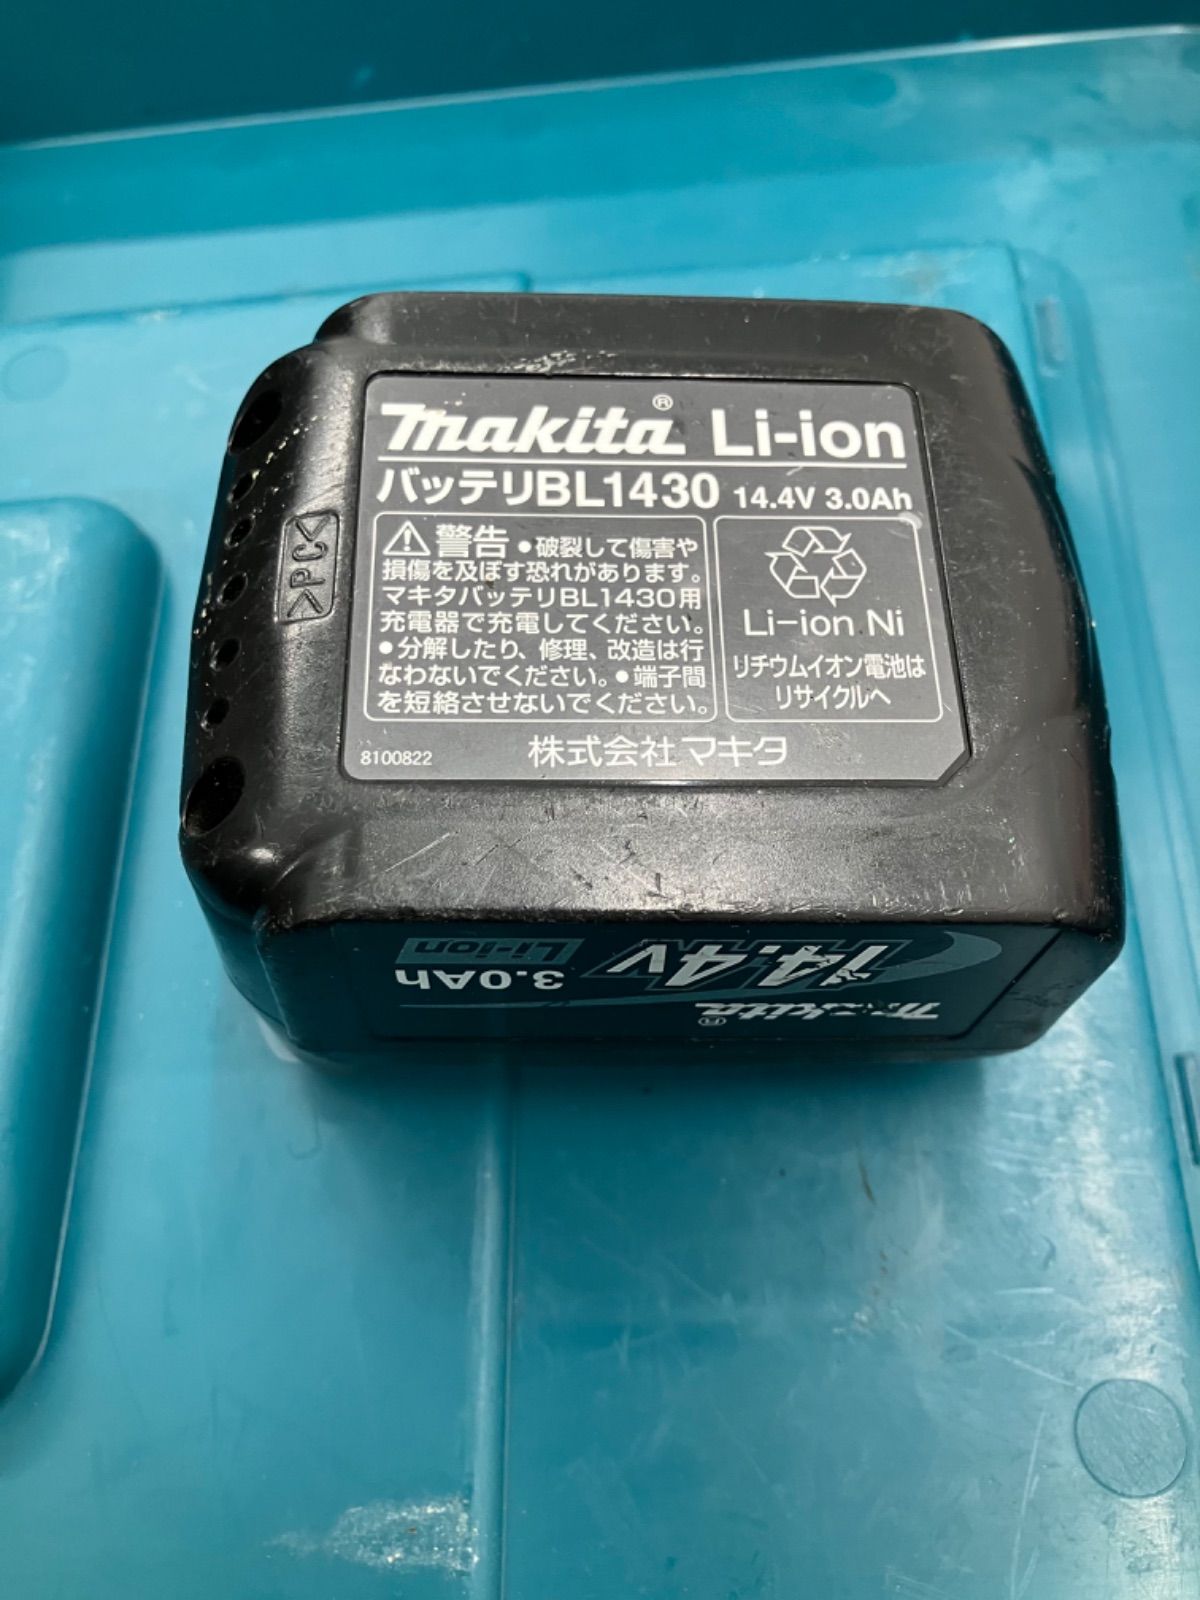 makita® Li-ion
バッテリBL1430 14.4V 3.0Ah
警告 •破裂して傷害や
損傷を及ぼす恐れがあります。
マキタバッテリBL1430用
充電器で充電してください。
•分解したり、修理、改造は行
なわないでください。•端子間
を短絡させないでください。
Li-ion Ni
リチウムイオン電池は
リサイクルへ
8100822 株式会社マキタ
>PC<
makita®
14.4V
3.0Ah
Li-ion